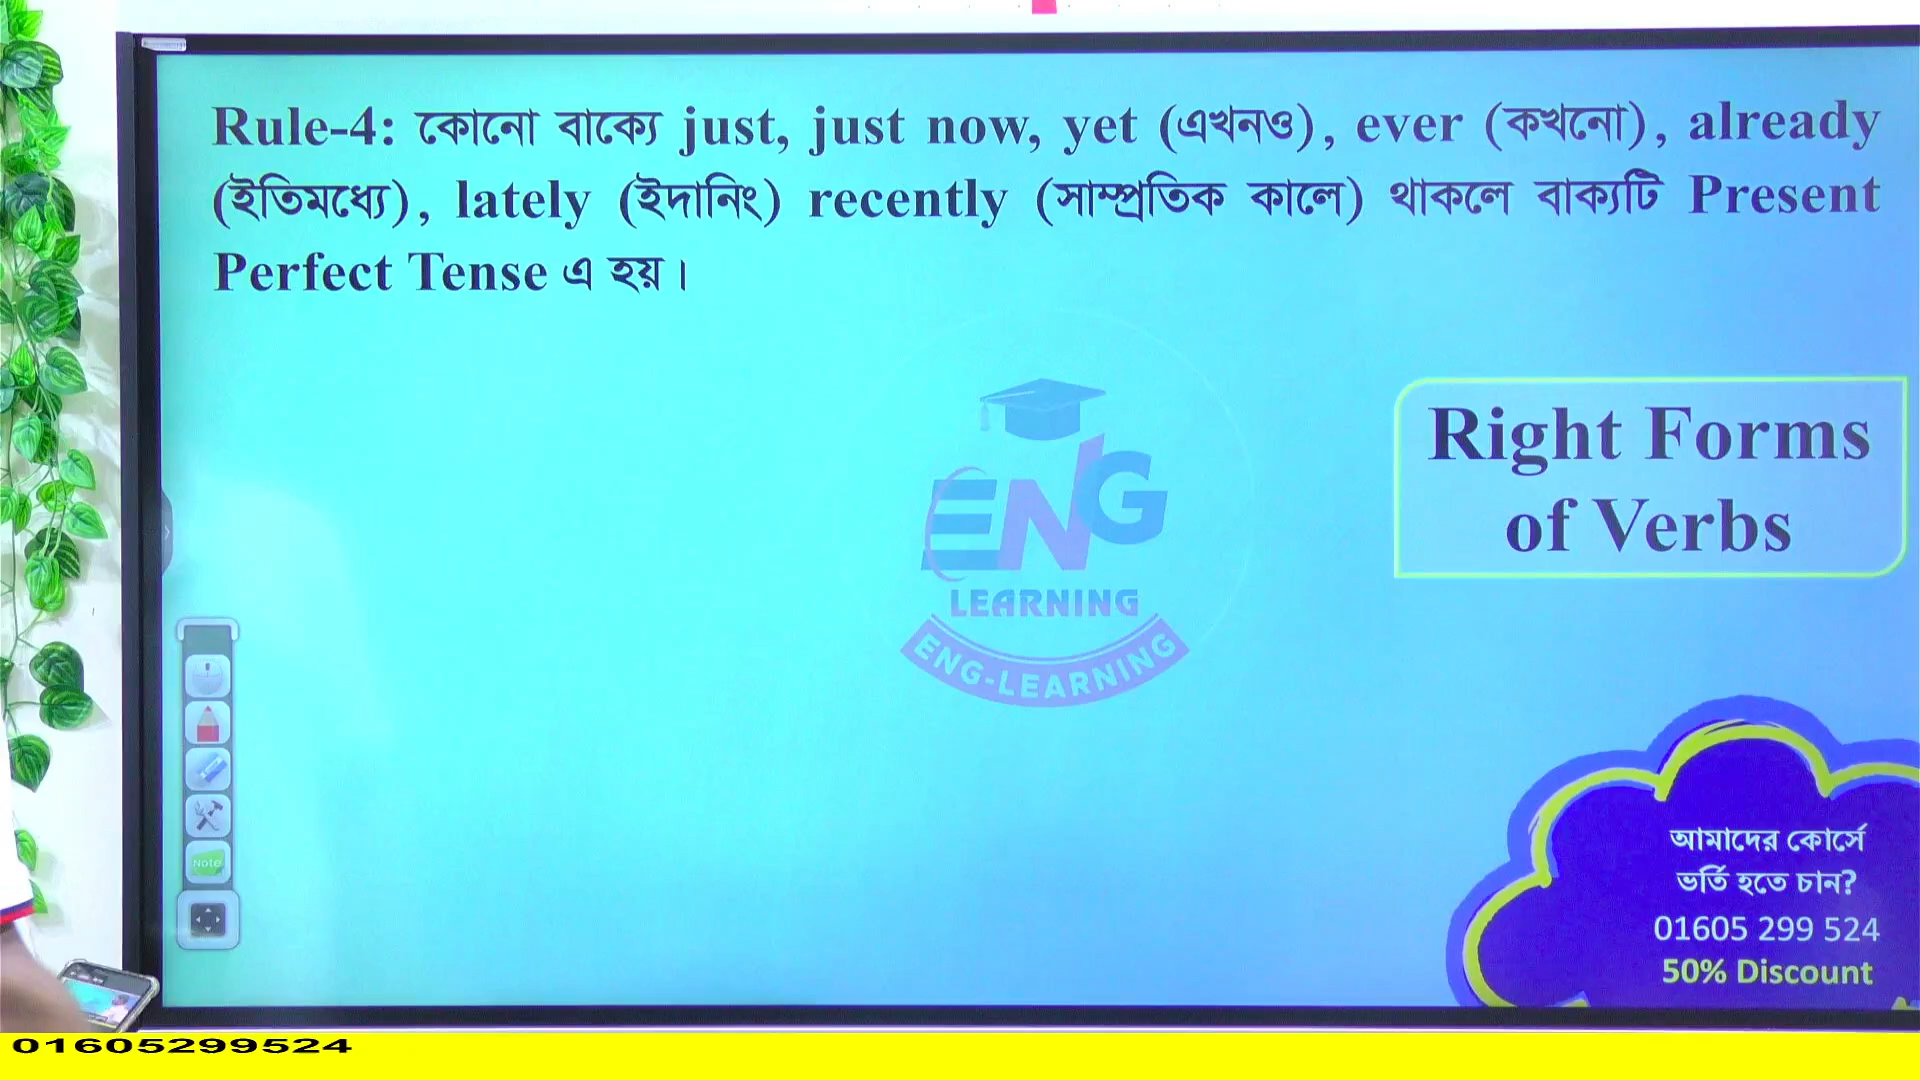 Rule-4: কোনো বাক্যে just, just now, yet (এখনও), ever (কখনো), already
(ইতিমধ্যে), lately (ইদানিং) recently (সাম্প্রতিক কালে) থাকলে বাক্যটি Present
Perfect Tense এ হয়।
Right Forms
of Verbs
ENG
LEARNING
ENG-LEARNING
Note
আমাদের কোর্সে
ভর্তি হতে চান?
01605 299 524
50% Discount
01605299524